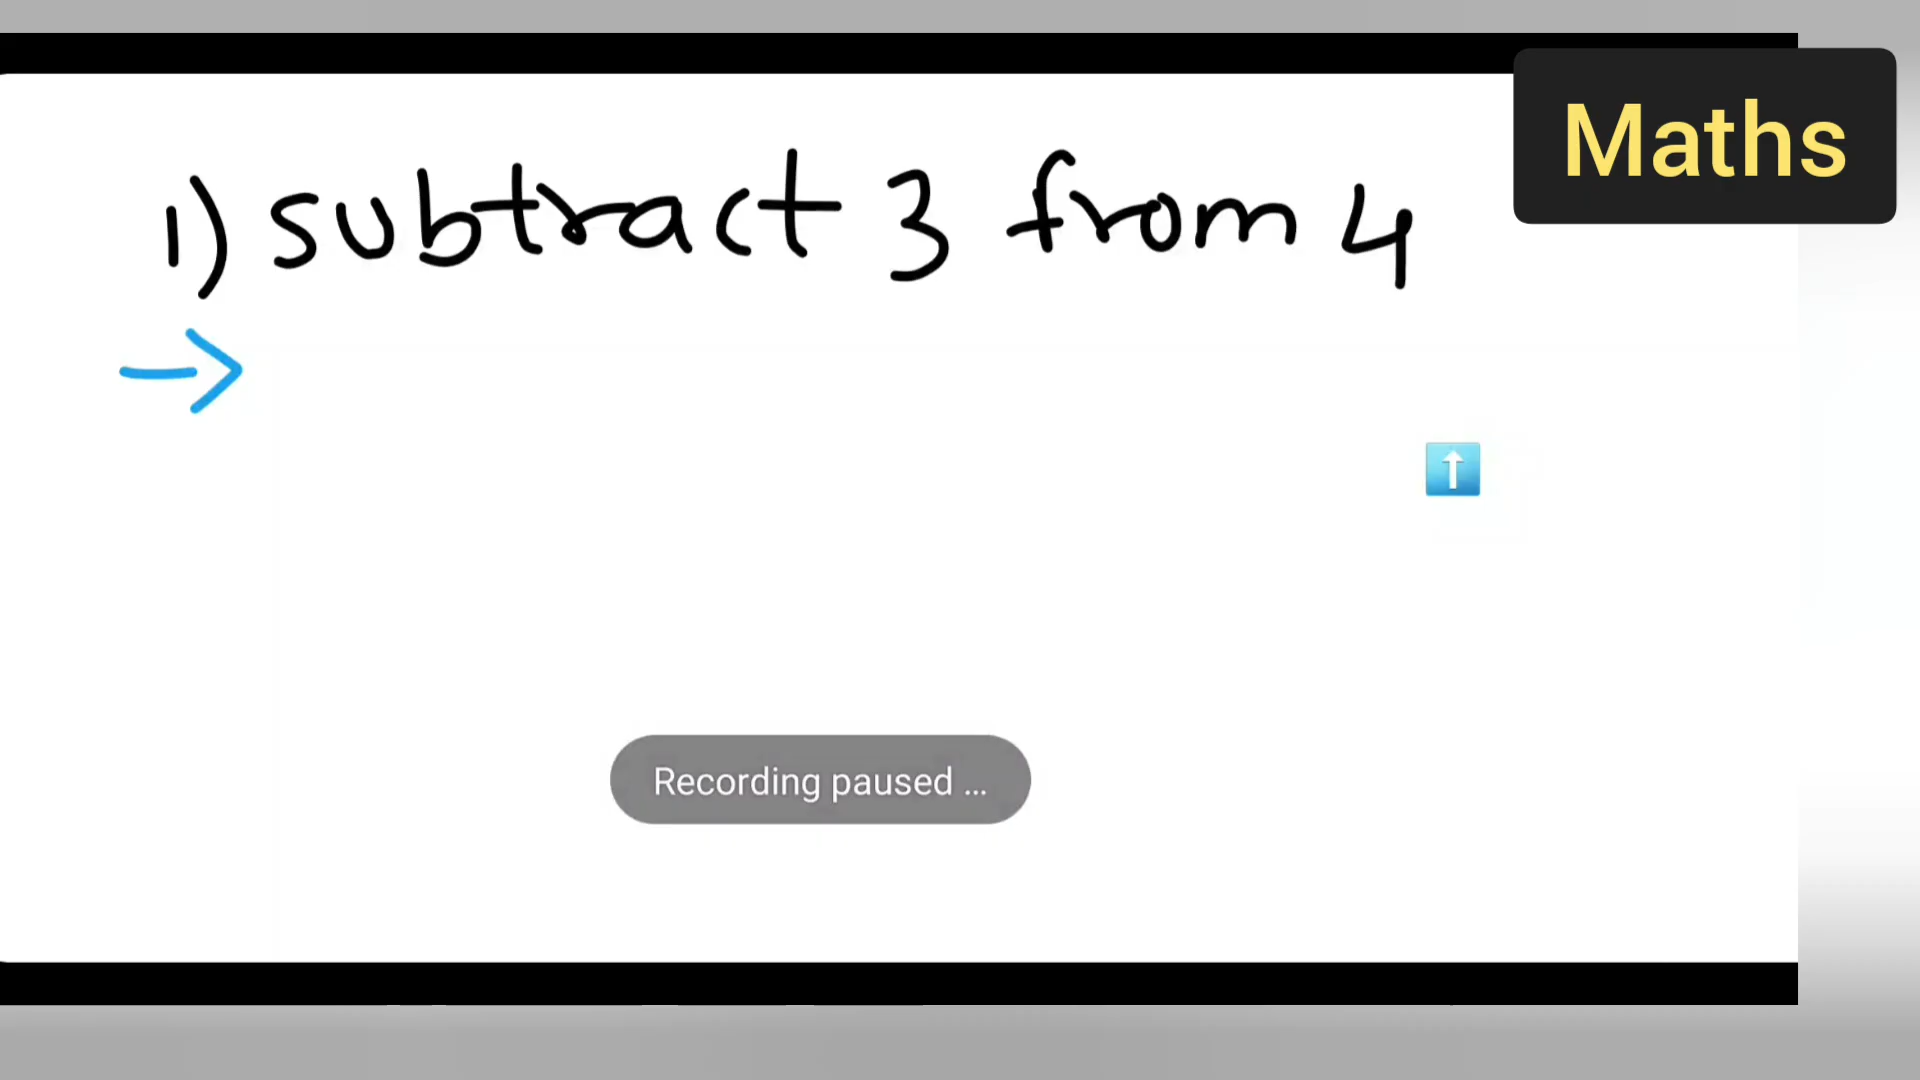 Maths
1) subtract 3 from 4
Recording paused ...